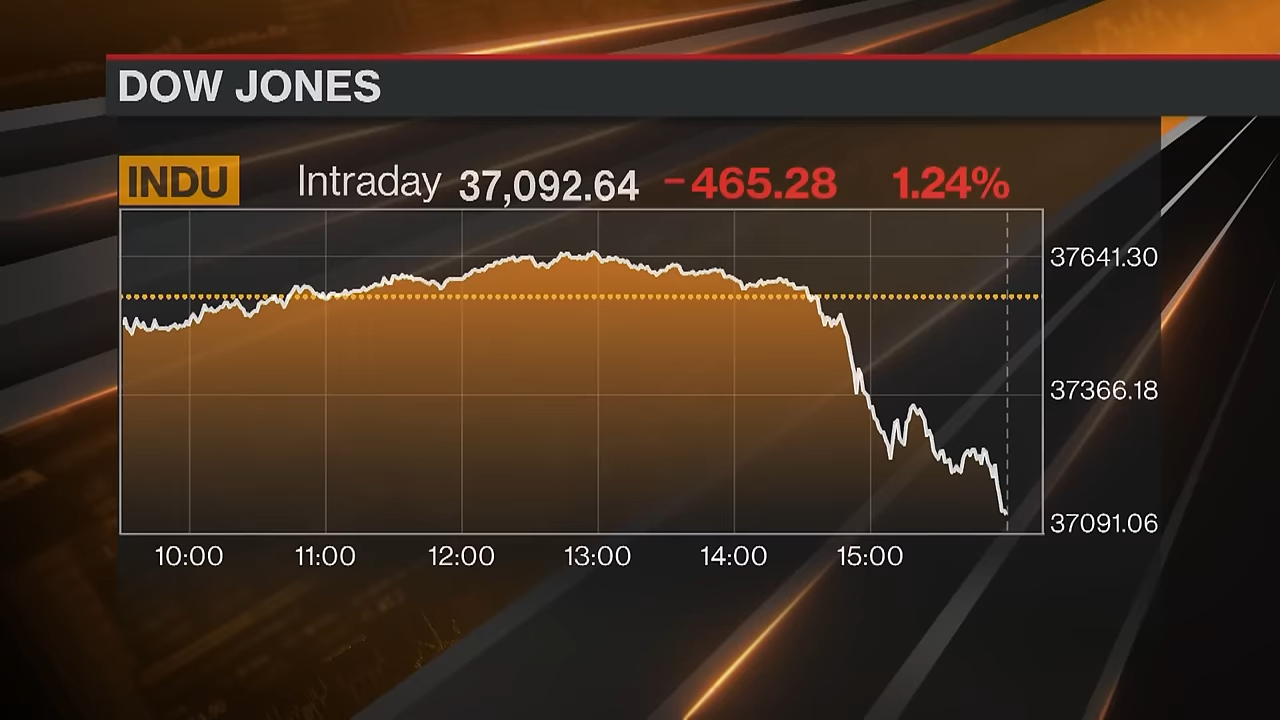 DOW JONES
INDU Intraday 37,092.64 -465.28 1.24%
37641.30
37366.18
37091.06
10:00 11:00 12:00 13:00 14:00 15:00